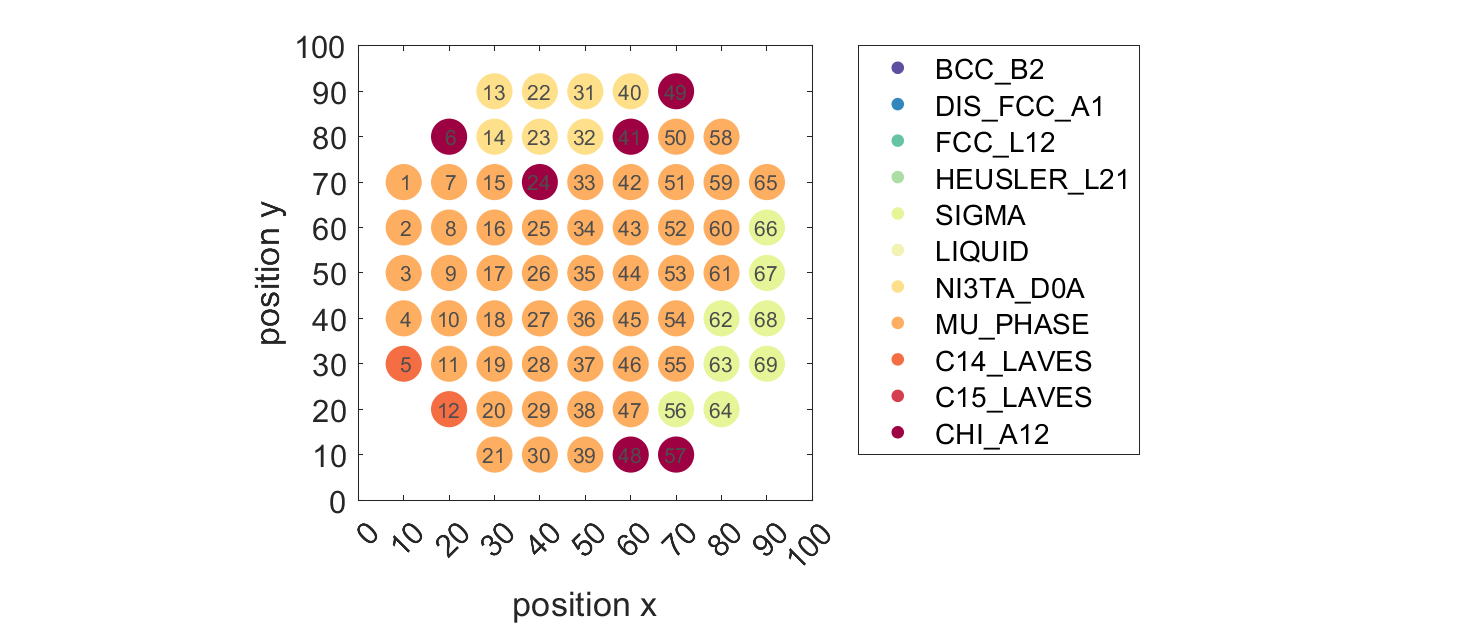 100
90 13 22 31 40 49
80 6 14 23 32 41 50 58
70 1 7 15 24 33 42 51 59 65
60 2 8 16 25 34 43 52 60 66
50 3 9 17 26 35 44 53 61 67
40 4 10 18 27 36 45 54 62 68
30 5 11 19 28 37 46 55 63 69
20 12 20 29 38 47 56 64
10 21 30 39 48 57
0
0 10 20 30 40 50 60 70 80 90 100
position x
position y
BCC_B2
DIS_FCC_A1
FCC_L12
HEUSLER_L21
SIGMA
LIQUID
NI3TA_D0A
MU_PHASE
C14_LAVES
C15_LAVES
CHI_A12